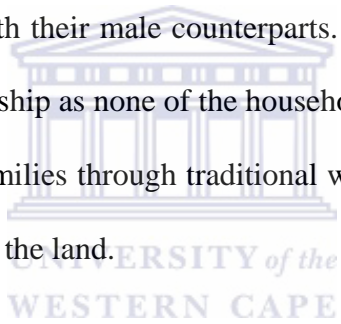 th their male counterparts.
ship as none of the househo
milies through traditional w
the land.
UNIVERSITY of the
WESTERN CAPE